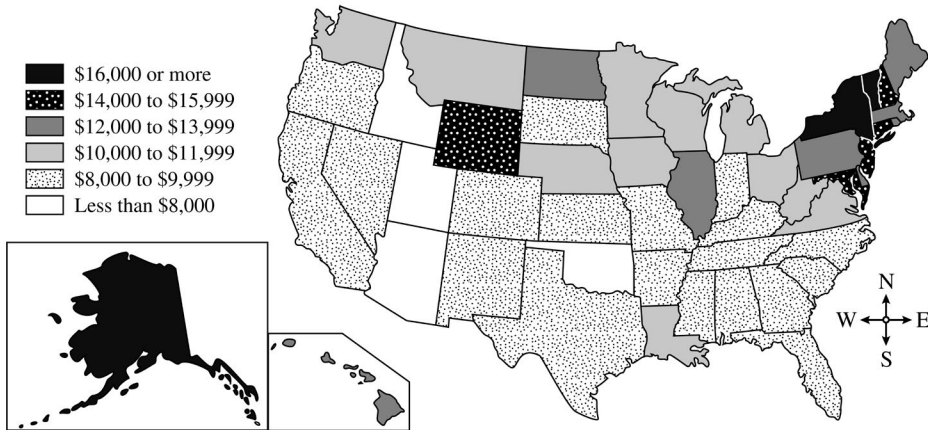 $16,000 or more
$14,000 to $15,999
$12,000 to $13,999
$10,000 to $11,999
$8,000 to $9,999
Less than $8,000
N
W E
S